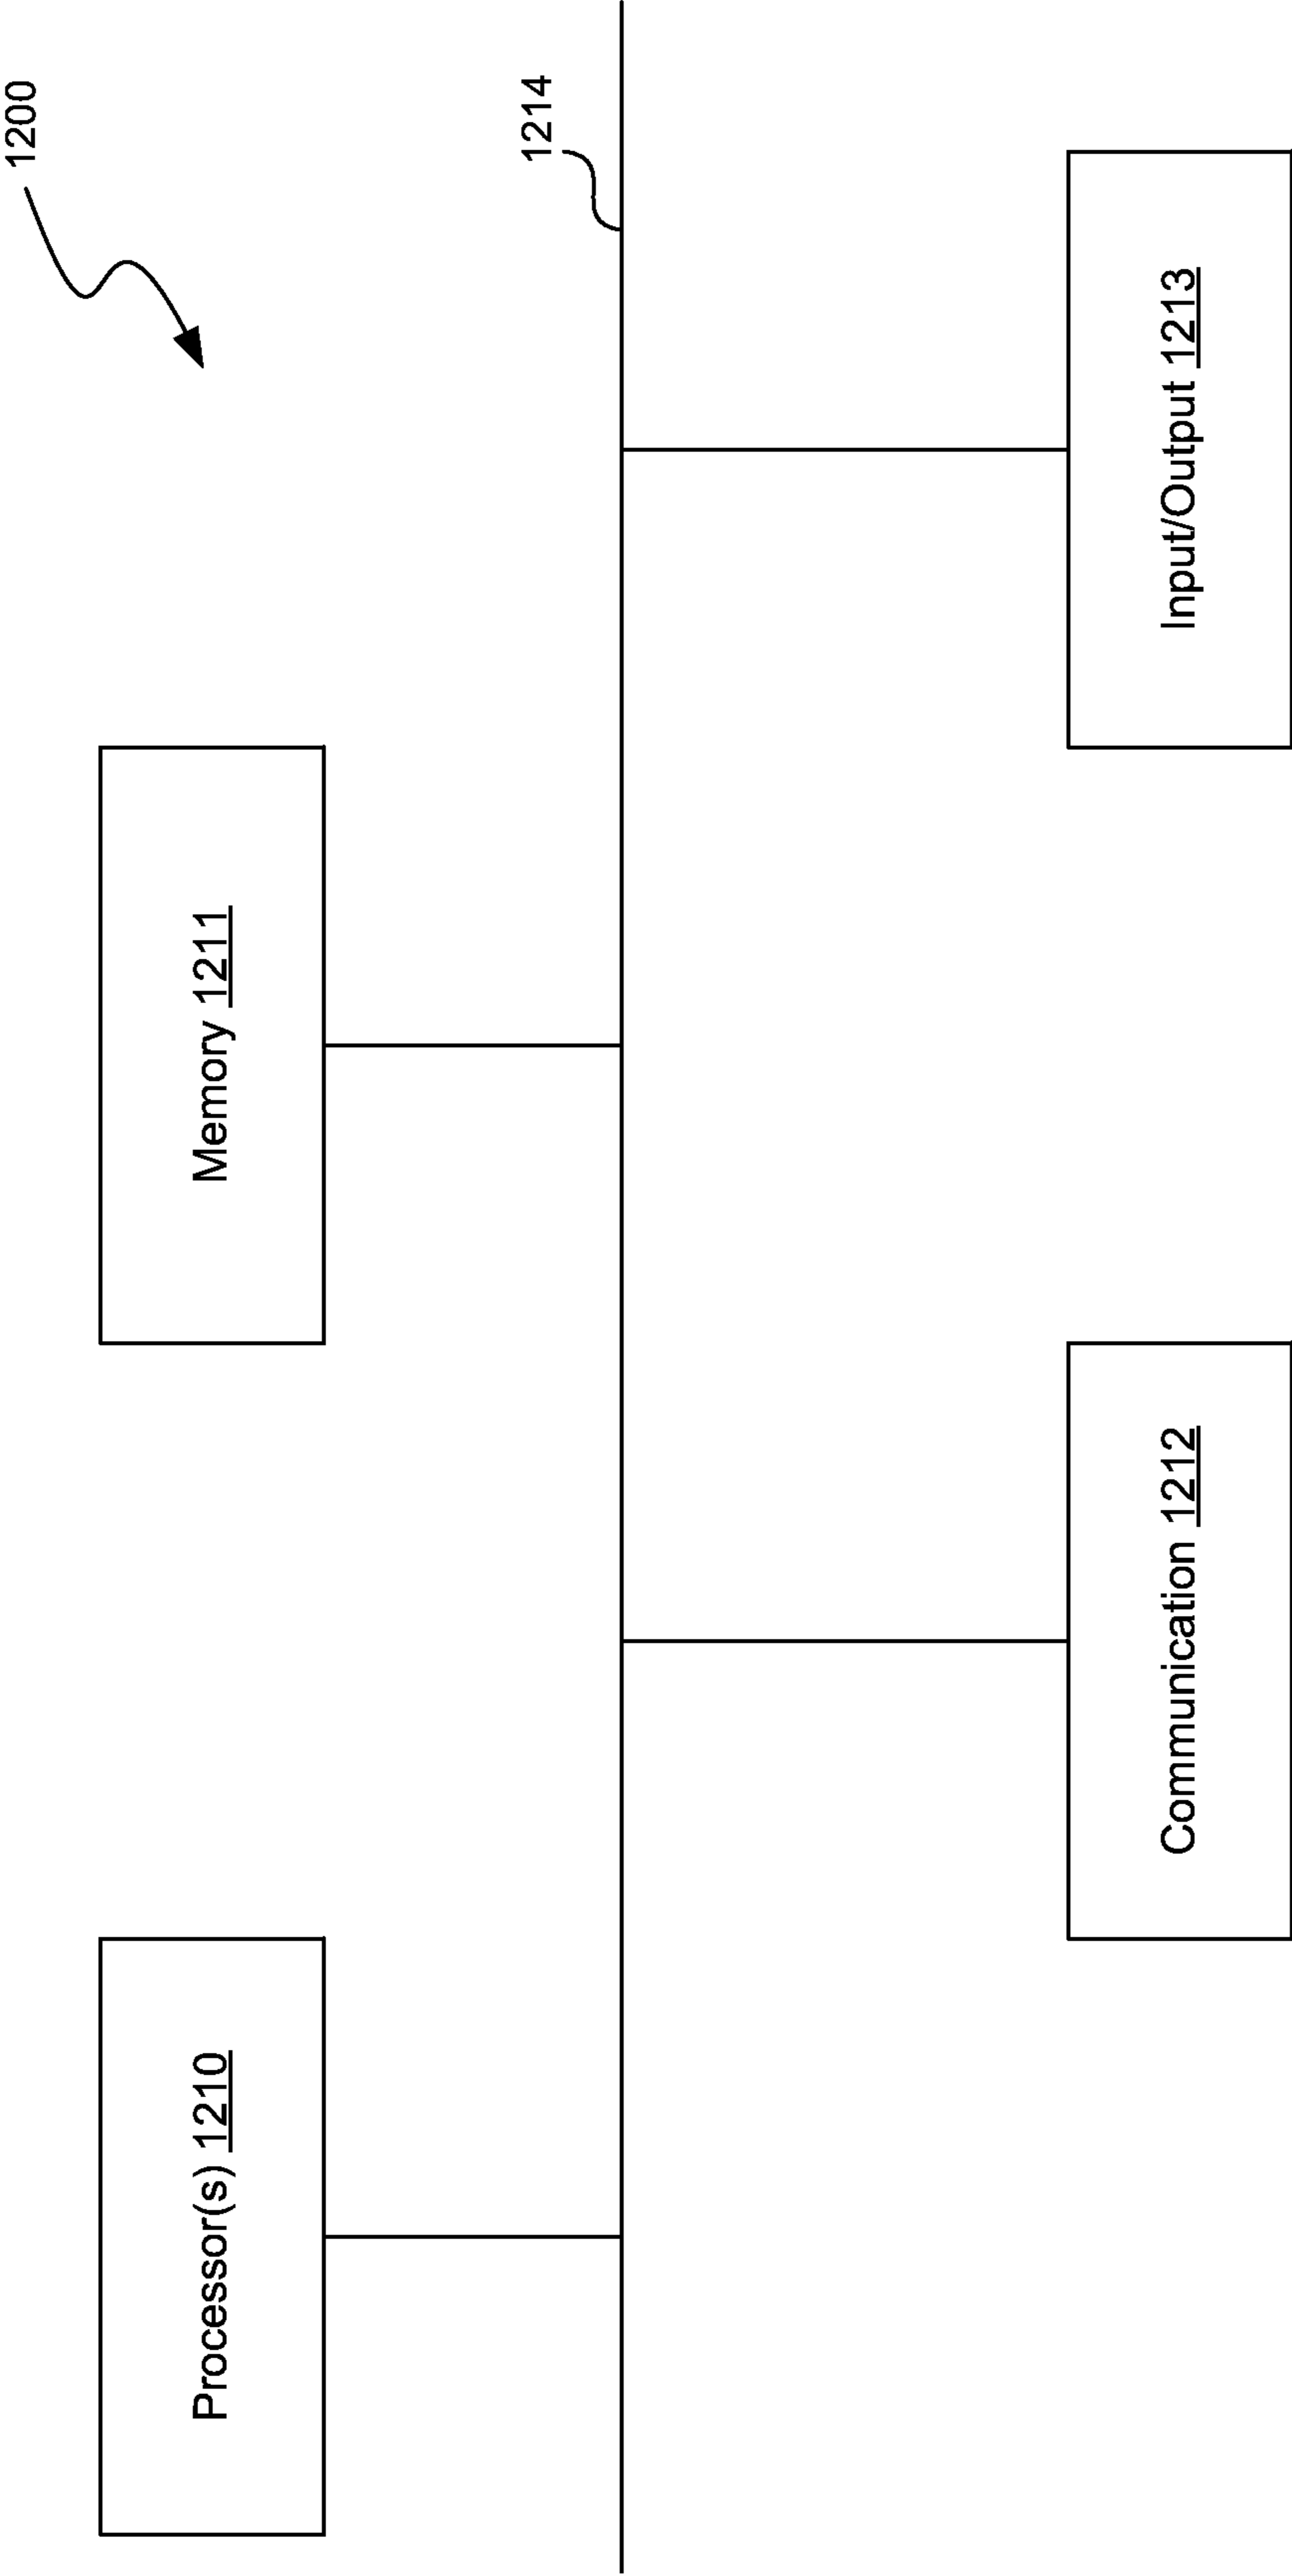 1200
Processor(s) 1210
Memory 1211
1214
Communication 1212
Input/Output 1213